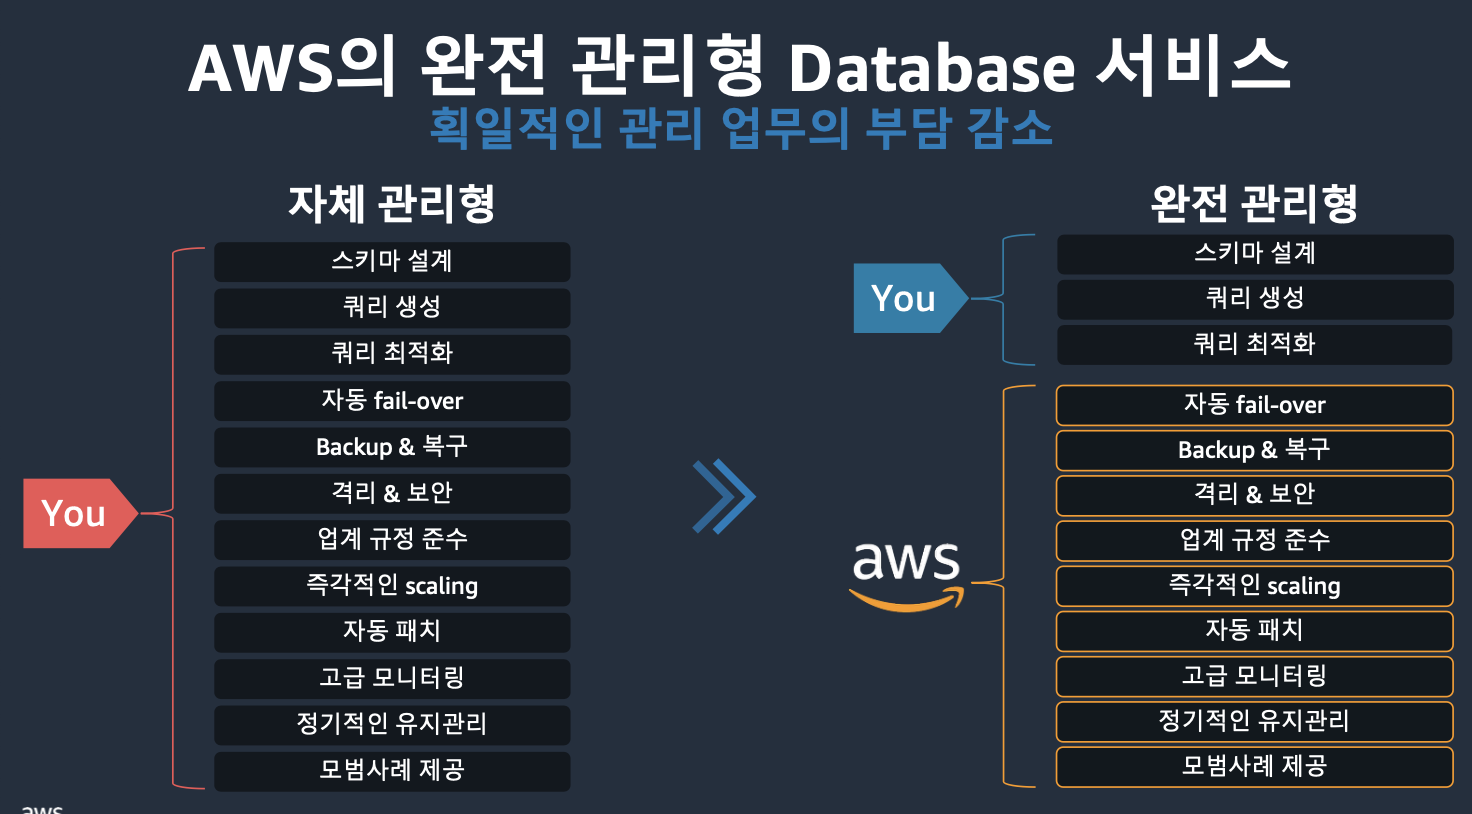 AWS의 완전 관리형 Database 서비스
획일적인 관리 업무의 부담 감소
자체 관리형
You
스키마 설계
쿼리 생성
쿼리 최적화
자동 fail-over
Backup & 복구
격리 & 보안
업계 규정 준수
즉각적인 scaling
자동 패치
고급 모니터링
정기적인 유지관리
모범사례 제공
완전 관리형
You
스키마 설계
쿼리 생성
쿼리 최적화
aws
자동 fail-over
Backup & 복구
격리 & 보안
업계 규정 준수
즉각적인 scaling
자동 패치
고급 모니터링
정기적인 유지관리
모범사례 제공
aws